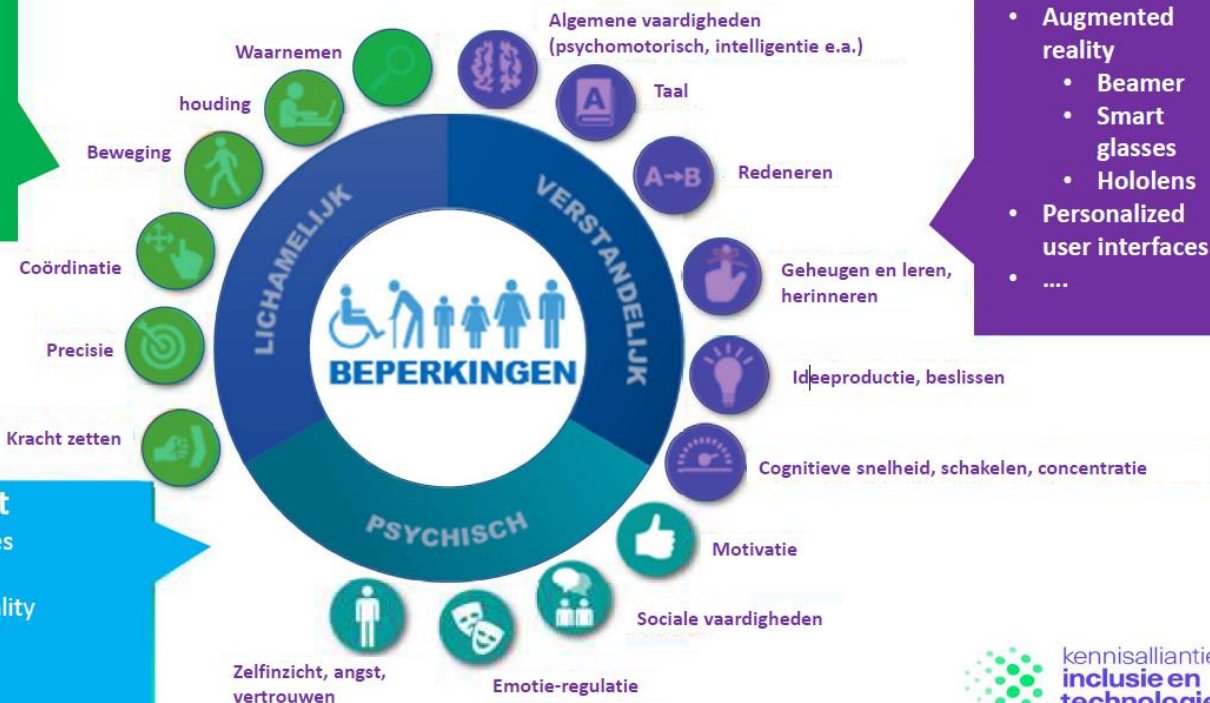 Algemene vaardigheden
(psychomotorisch, intelligentie e.a.)
Waarnemen
Taal
houding
Beweging
Redeneren
A
A→B
Coördinatie
Geheugen en leren,
herinneren
Precisie
Ideeproductie, beslissen
Kracht zetten
Cognitieve snelheid, schakelen, concentratie
Motivatie
Sociale vaardigheden
Zelfinzicht, angst,
vertrouwen
Emotie-regulatie
LICHAMELIJK
VERSTANDELIJK
PSYCHISCH
BEPERKINGEN
• Augmented
reality
• Beamer
• Smart
glasses
• Hololens
• Personalized
user interfaces
• ....
t
es
lity
kennisalliantie
inclusie en
technologie